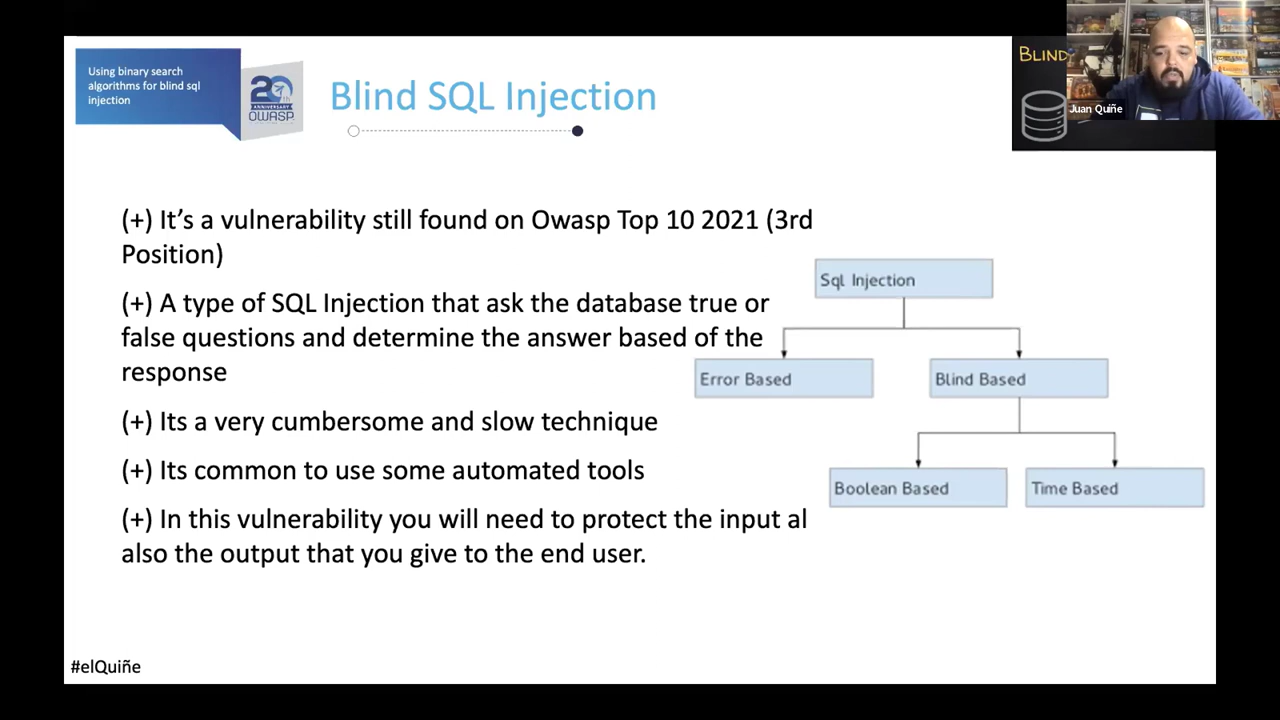 Using binary search
algorithms for blind sql
injection
20
th
ANNIVERSARY
OWASP
Blind SQL Injection
BLIND
Juan Quiñe
(+) It’s a vulnerability still found on Owasp Top 10 2021 (3rd
Position)
(+) A type of SQL Injection that ask the database true or
false questions and determine the answer based of the
response
(+) Its a very cumbersome and slow technique
(+) Its common to use some automated tools
(+) In this vulnerability you will need to protect the input al
also the output that you give to the end user.
Sql Injection
Error Based
Blind Based
Boolean Based
Time Based
#elQuiñe